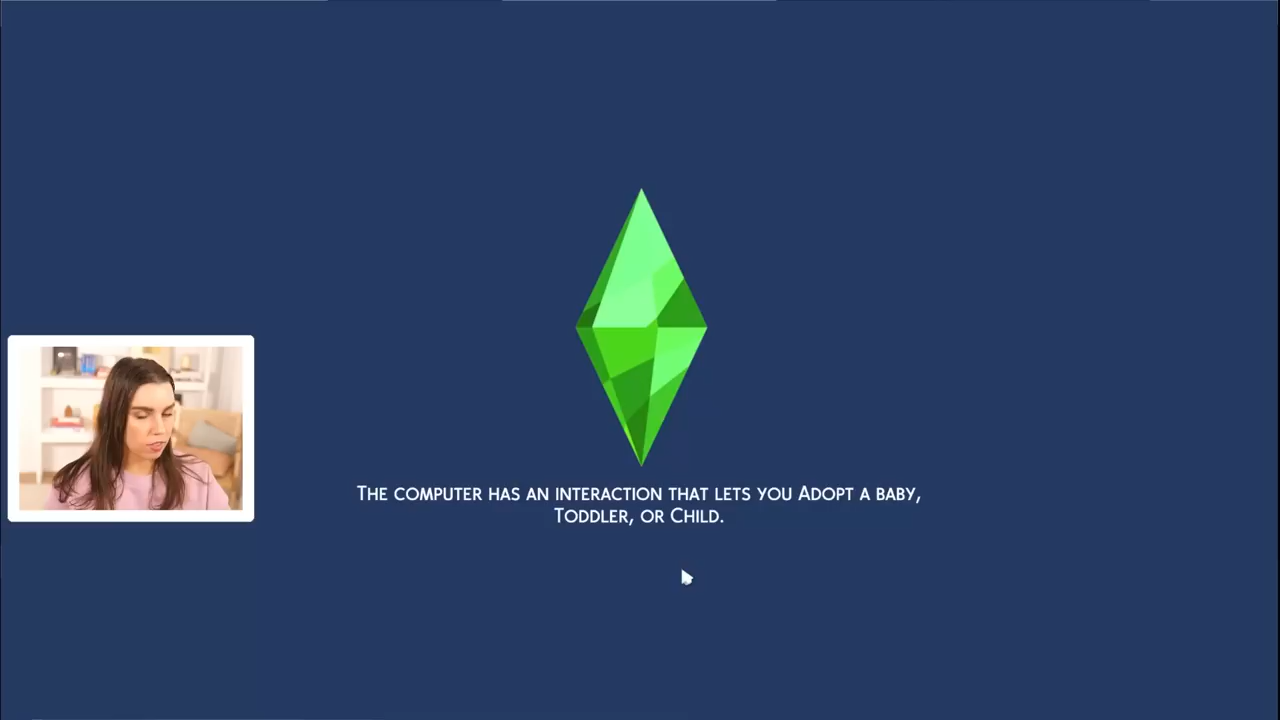 The computer has an interaction that lets you Adopt a baby,
Toddler, or Child.